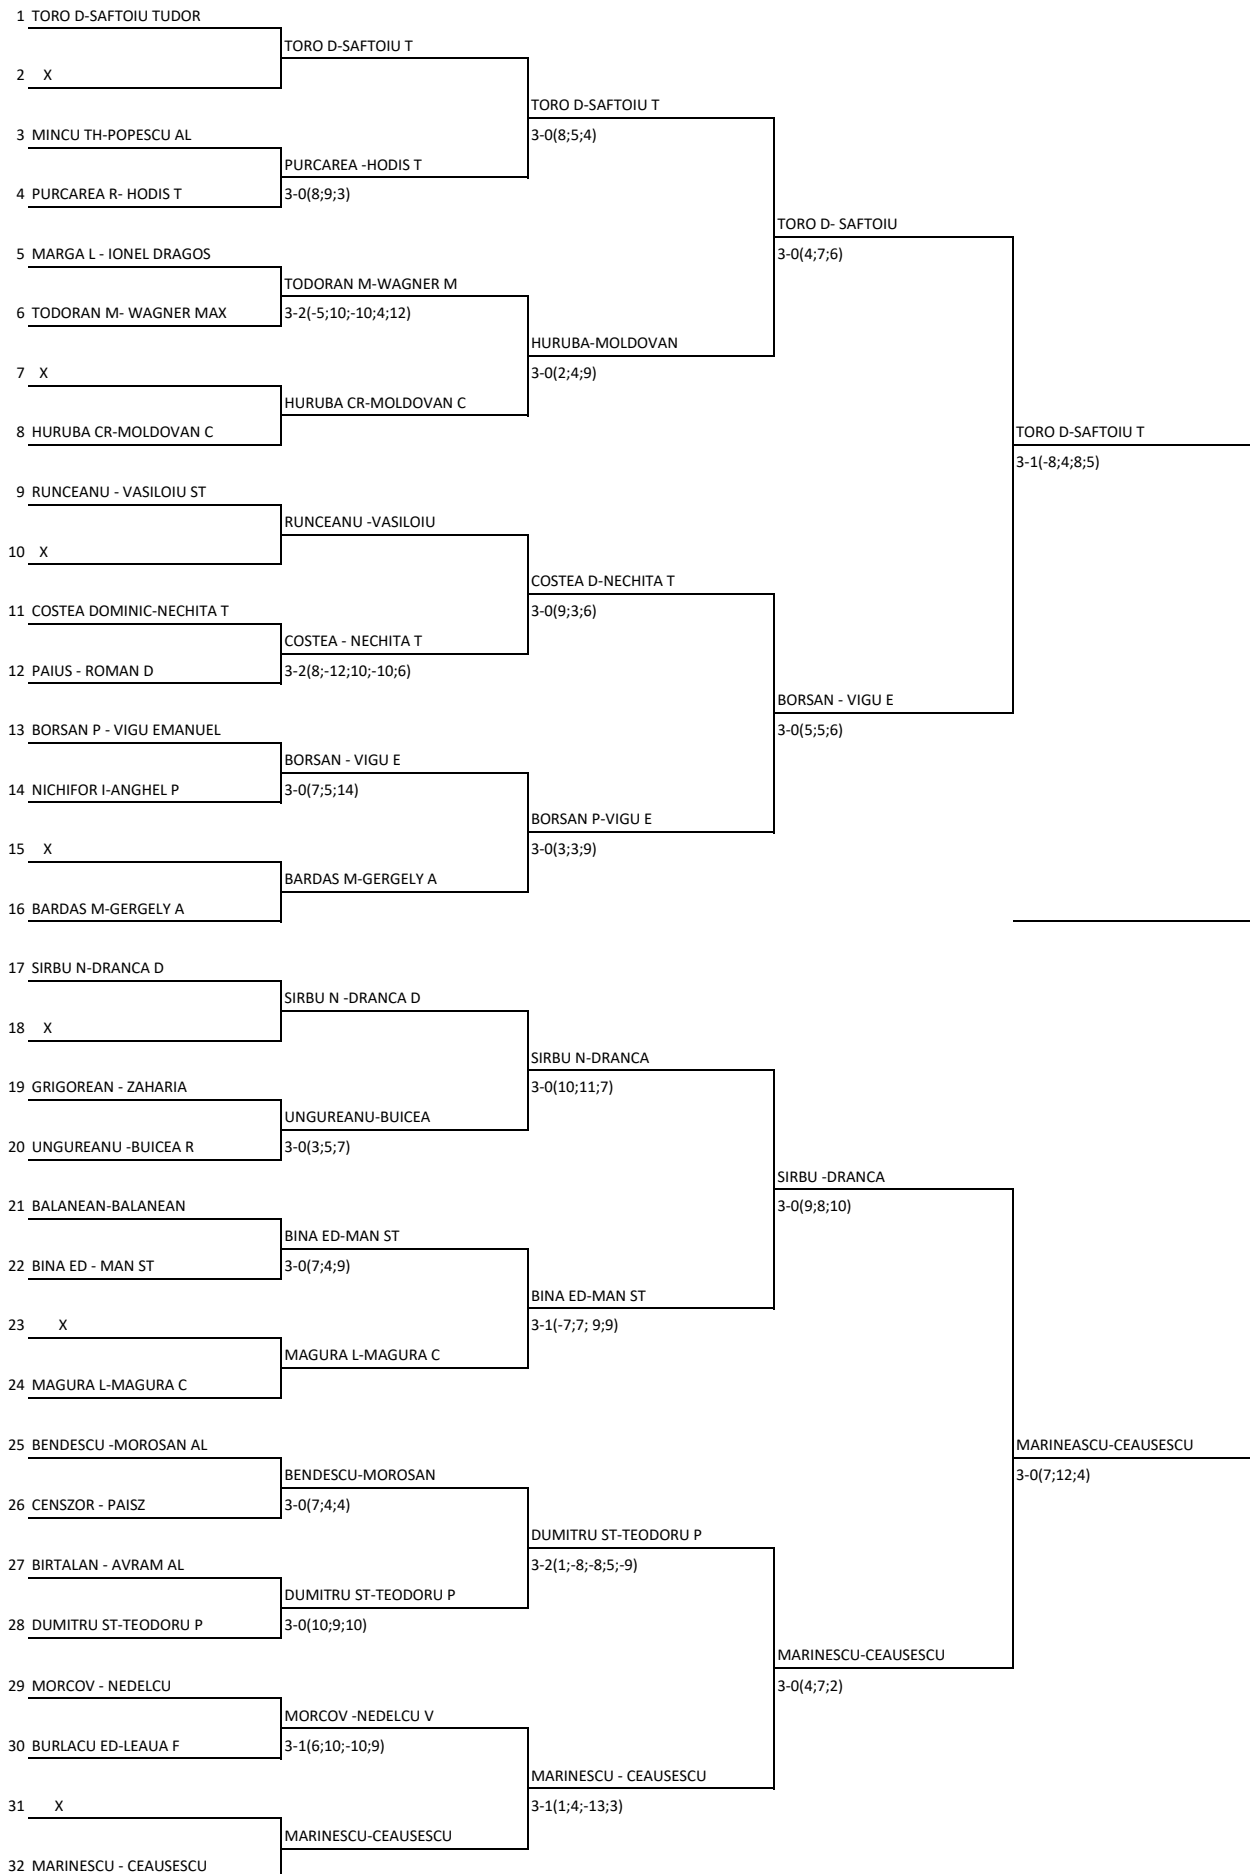 1 TORO D-SAFTOIU TUDOR
TORO D-SAFTOIU T
2 X
TORO D-SAFTOIU T
3 MINCU TH-POPESCU AL
3-0(8;5;4)
PURCAREA -HODIS T
4 PURCAREA R- HODIS T
3-0(8;9;3)
TORO D- SAFTOIU
5 MARGA L - IONEL DRAGOS
3-0(4;7;6)
TODORAN M-WAGNER M
6 TODORAN M- WAGNER MAX
3-2(-5;10;-10;4;12)
HURUBA-MOLDOVAN
7 X
3-0(2;4;9)
HURUBA CR-MOLDOVAN C
8 HURUBA CR-MOLDOVAN C
TORO D-SAFTOIU T
3-1(-8;4;8;5)
9 RUNCEANU - VASILOIU ST
RUNCEANU -VASILOIU
10 X
COSTEA D-NECHITA T
11 COSTEA DOMINIC-NECHITA T
3-0(9;3;6)
COSTEA - NECHITA T
12 PAIUS - ROMAN D
3-2(8;-12;10;-10;6)
BORSAN - VIGU E
13 BORSAN P - VIGU EMANUEL
3-0(5;5;6)
BORSAN - VIGU E
14 NICHIFOR I-ANGHEL P
3-0(7;5;14)
BORSAN P-VIGU E
15 X
3-0(3;3;9)
BARDAS M-GERGELY A
16 BARDAS M-GERGELY A
17 SIRBU N-DRANCA D
SIRBU N -DRANCA D
18 X
SIRBU N-DRANCA
19 GRIGOREAN - ZAHARIA
3-0(10;11;7)
UNGUREANU-BUICEA
20 UNGUREANU -BUICEA R
3-0(3;5;7)
SIRBU -DRANCA
21 BALANEAN-BALANEAN
3-0(9;8;10)
BINA ED-MAN ST
22 BINA ED - MAN ST
3-0(7;4;9)
BINA ED-MAN ST
23 X
3-1(-7;7; 9;9)
MAGURA L-MAGURA C
24 MAGURA L-MAGURA C
25 BENDESCU -MOROSAN AL
MARINEASCU-CEAUSESCU
BENDESCU-MOROSAN
3-0(7;12;4)
26 CENSZOR - PAISZ
3-0(7;4;4)
DUMITRU ST-TEODORU P
27 BIRTALAN - AVRAM AL
3-2(1;-8;-8;5;-9)
DUMITRU ST-TEODORU P
28 DUMITRU ST-TEODORU P
3-0(10;9;10)
MARINESCU-CEAUSESCU
29 MORCOV - NEDELCU
3-0(4;7;2)
MORCOV -NEDELCU V
30 BURLACU ED-LEAUA F
3-1(6;10;-10;9)
MARINESCU - CEAUSESCU
31 X
3-1(1;4;-13;3)
MARINESCU-CEAUSESCU
32 MARINESCU - CEAUSESCU